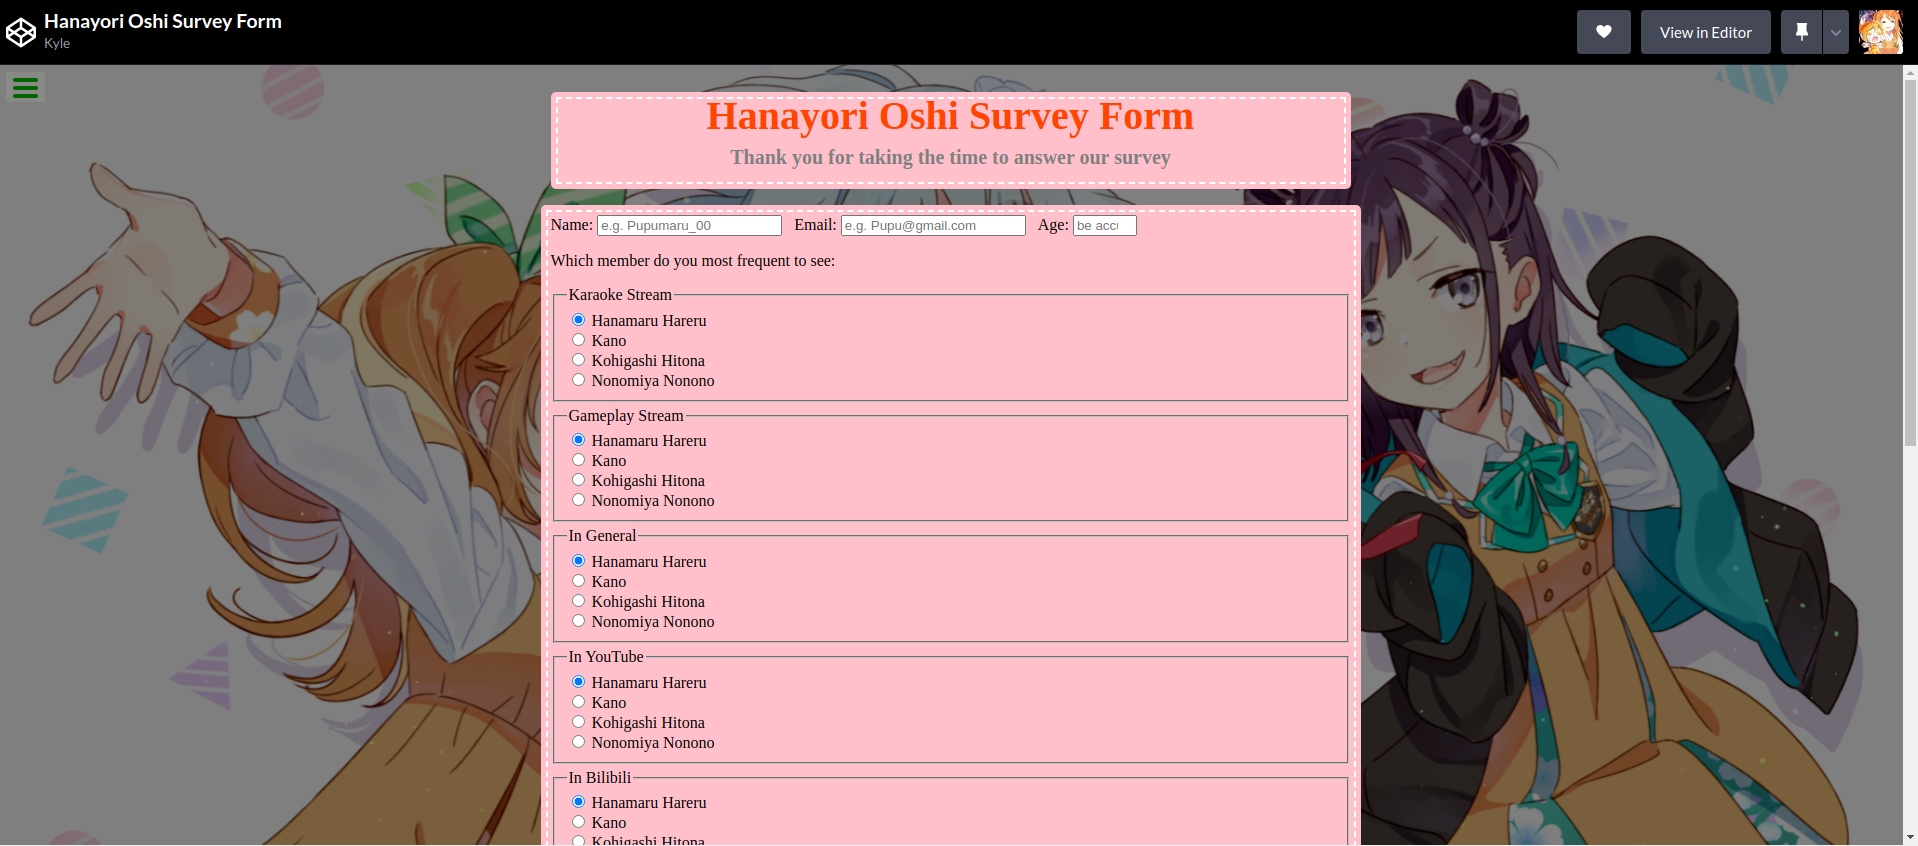 Hanayori Oshi Survey Form
Kyle
View in Editor
Hanayori Oshi Survey Form
Thank you for taking the time to answer our survey
Name: e.g. Pupumaru_00 Email: e.g. Pupu@gmail.com Age: be acc
Which member do you most frequent to see:
Karaoke Stream
Hanamaru Hareru
Kano
Kohigashi Hitona
Nonomiya Nonono
Gameplay Stream
Hanamaru Hareru
Kano
Kohigashi Hitona
Nonomiya Nonono
In General
Hanamaru Hareru
Kano
Kohigashi Hitona
Nonomiya Nonono
In YouTube
Hanamaru Hareru
Kano
Kohigashi Hitona
Nonomiya Nonono
In Bilibili
Hanamaru Hareru
Kano
Kohigashi Hitona